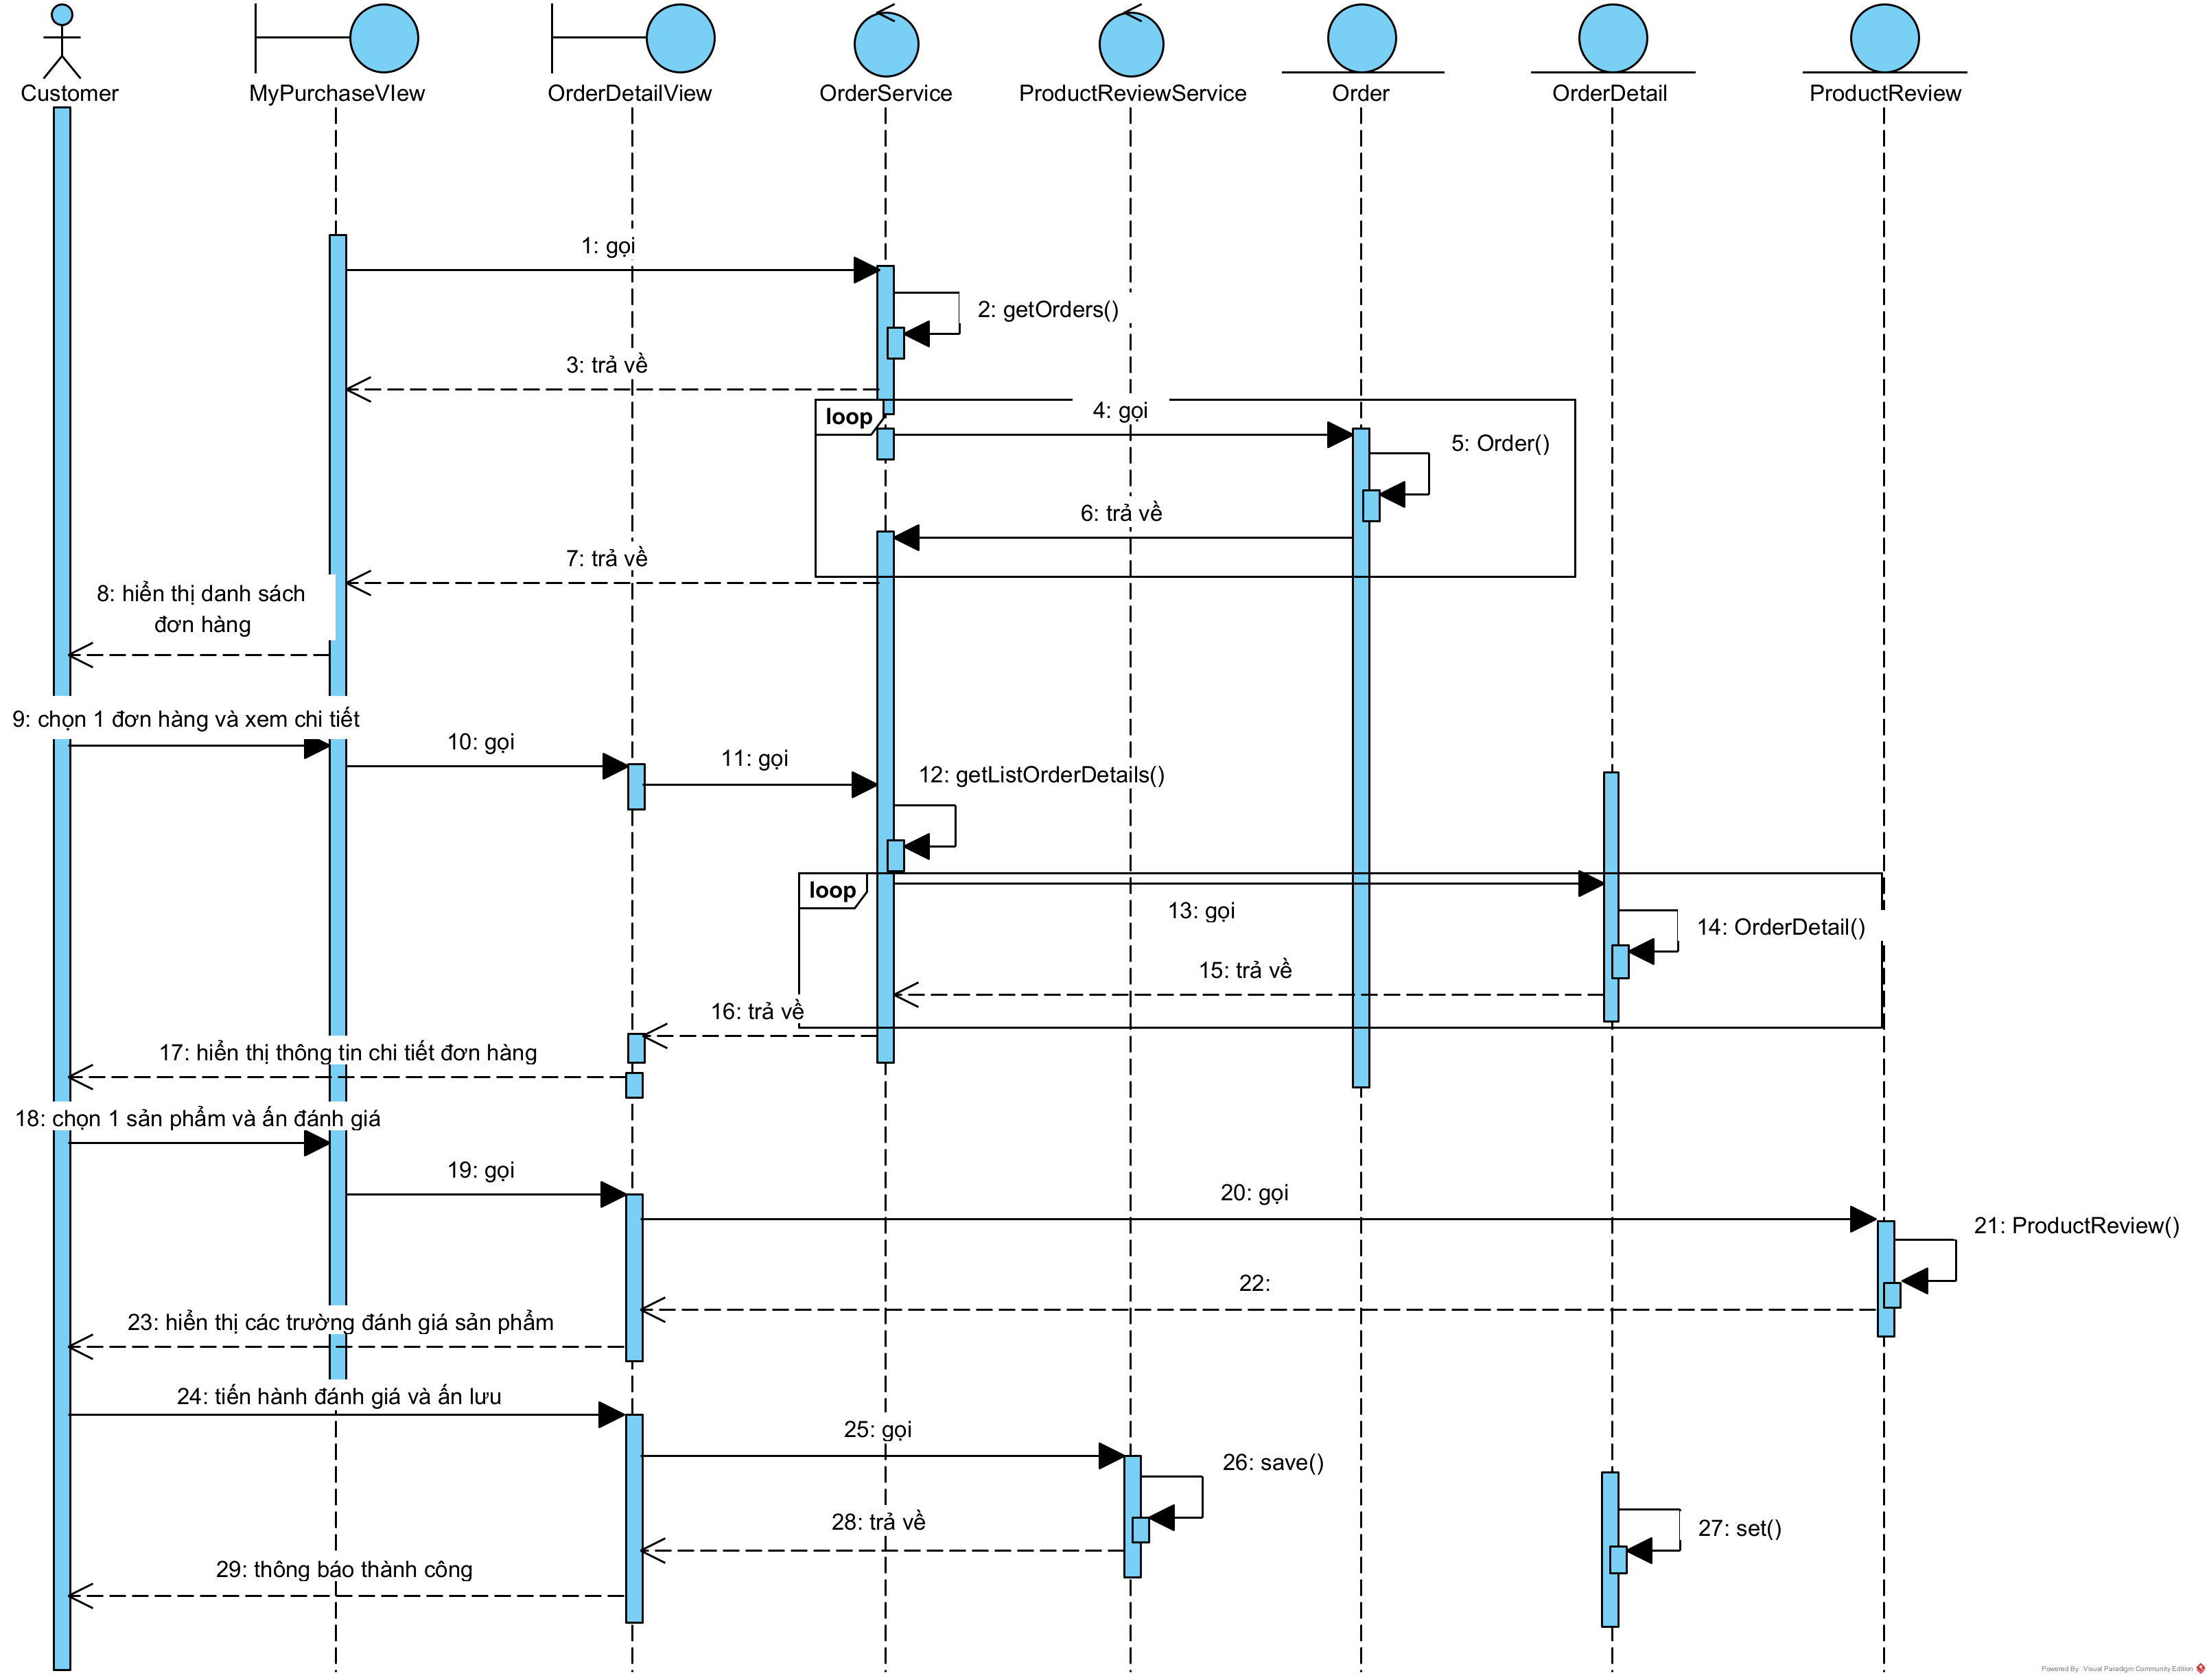 Customer
MyPurchaseVIew
OrderDetailView
OrderService
ProductReviewService
Order
OrderDetail
ProductReview
1: gọi
2: getOrders()
3: trả về
loop
4: gọi
5: Order()
6: trả về
7: trả về
8: hiển thị danh sách
đơn hàng
9: chọn 1 đơn hàng và xem chi tiết
10: gọi
11: gọi
12: getListOrderDetails()
loop
13: gọi
14: OrderDetail()
15: trả về
16: trả về
17: hiển thị thông tin chi tiết đơn hàng
18: chọn 1 sản phẩm và ấn đánh giá
19: gọi
20: gọi
21: ProductReview()
22:
23: hiển thị các trường đánh giá sản phẩm
24: tiến hành đánh giá và ấn lưu
25: gọi
26: save()
27: set()
28: trả về
29: thông báo thành công
Powered By: Visual Paradigm Community Edition